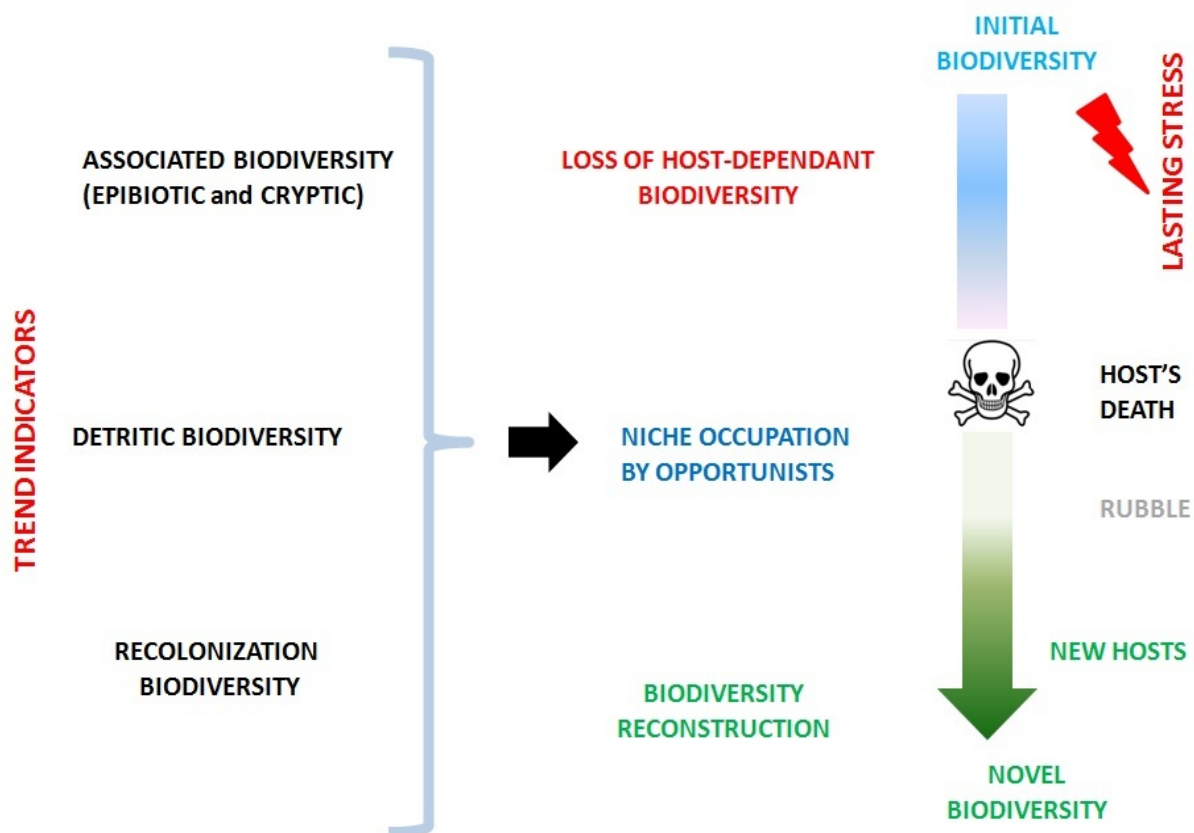 TREND INDICATORS
ASSOCIATED BIODIVERSITY
(EPIBIOTIC and CRYPTIC)
DETRITIC BIODIVERSITY
RECOLONIZATION
BIODIVERSITY
LOSS OF HOST-DEPENDANT
BIODIVERSITY
NICHE OCCUPATION
BY OPPORTUNISTS
BIODIVERSITY
RECONSTRUCTION
INITIAL
BIODIVERSITY
LASTING STRESS
HOST'S
DEATH
RUBBLE
NEW HOSTS
NOVEL
BIODIVERSITY